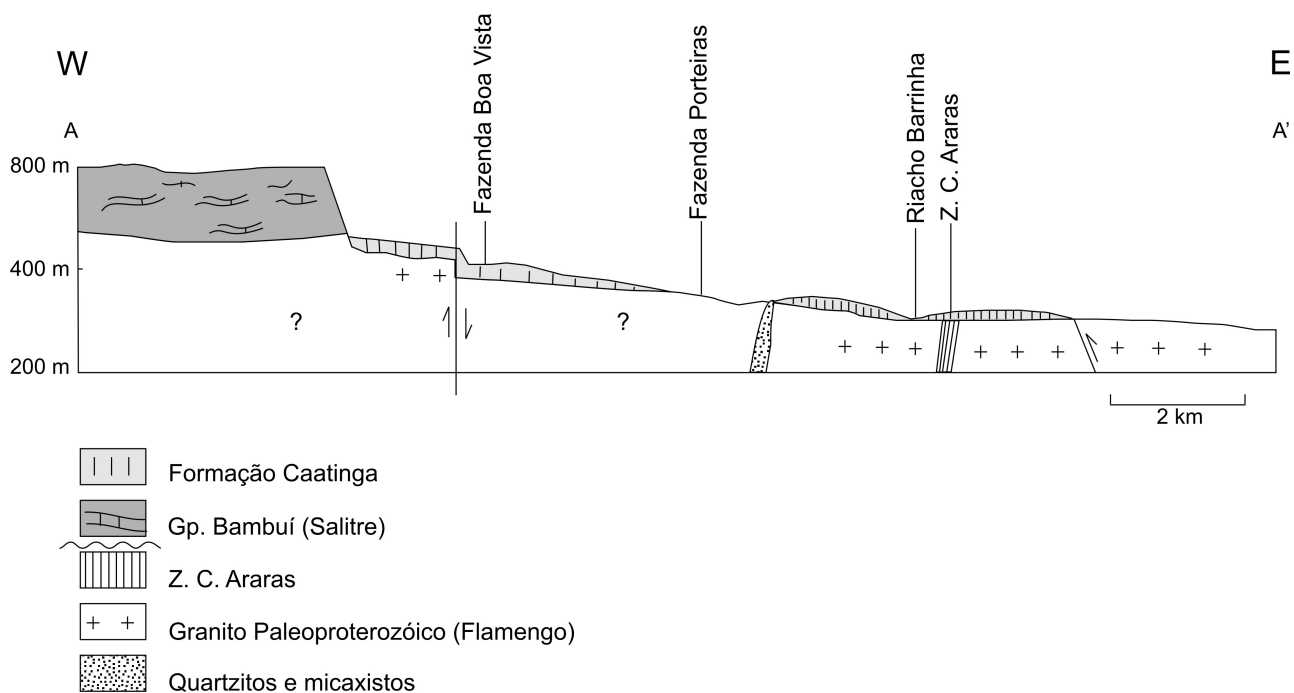 W
E
A
A'
Fazenda Boa Vista
Fazenda Porteiras
Riacho Barrinha
Z. C. Araras
800 m
400 m
200 m
?
?
2 km
Formação Caatinga
Gp. Bambuí (Salitre)
Z. C. Araras
Granito Paleoproterozóico (Flamengo)
Quartzitos e micaxistos